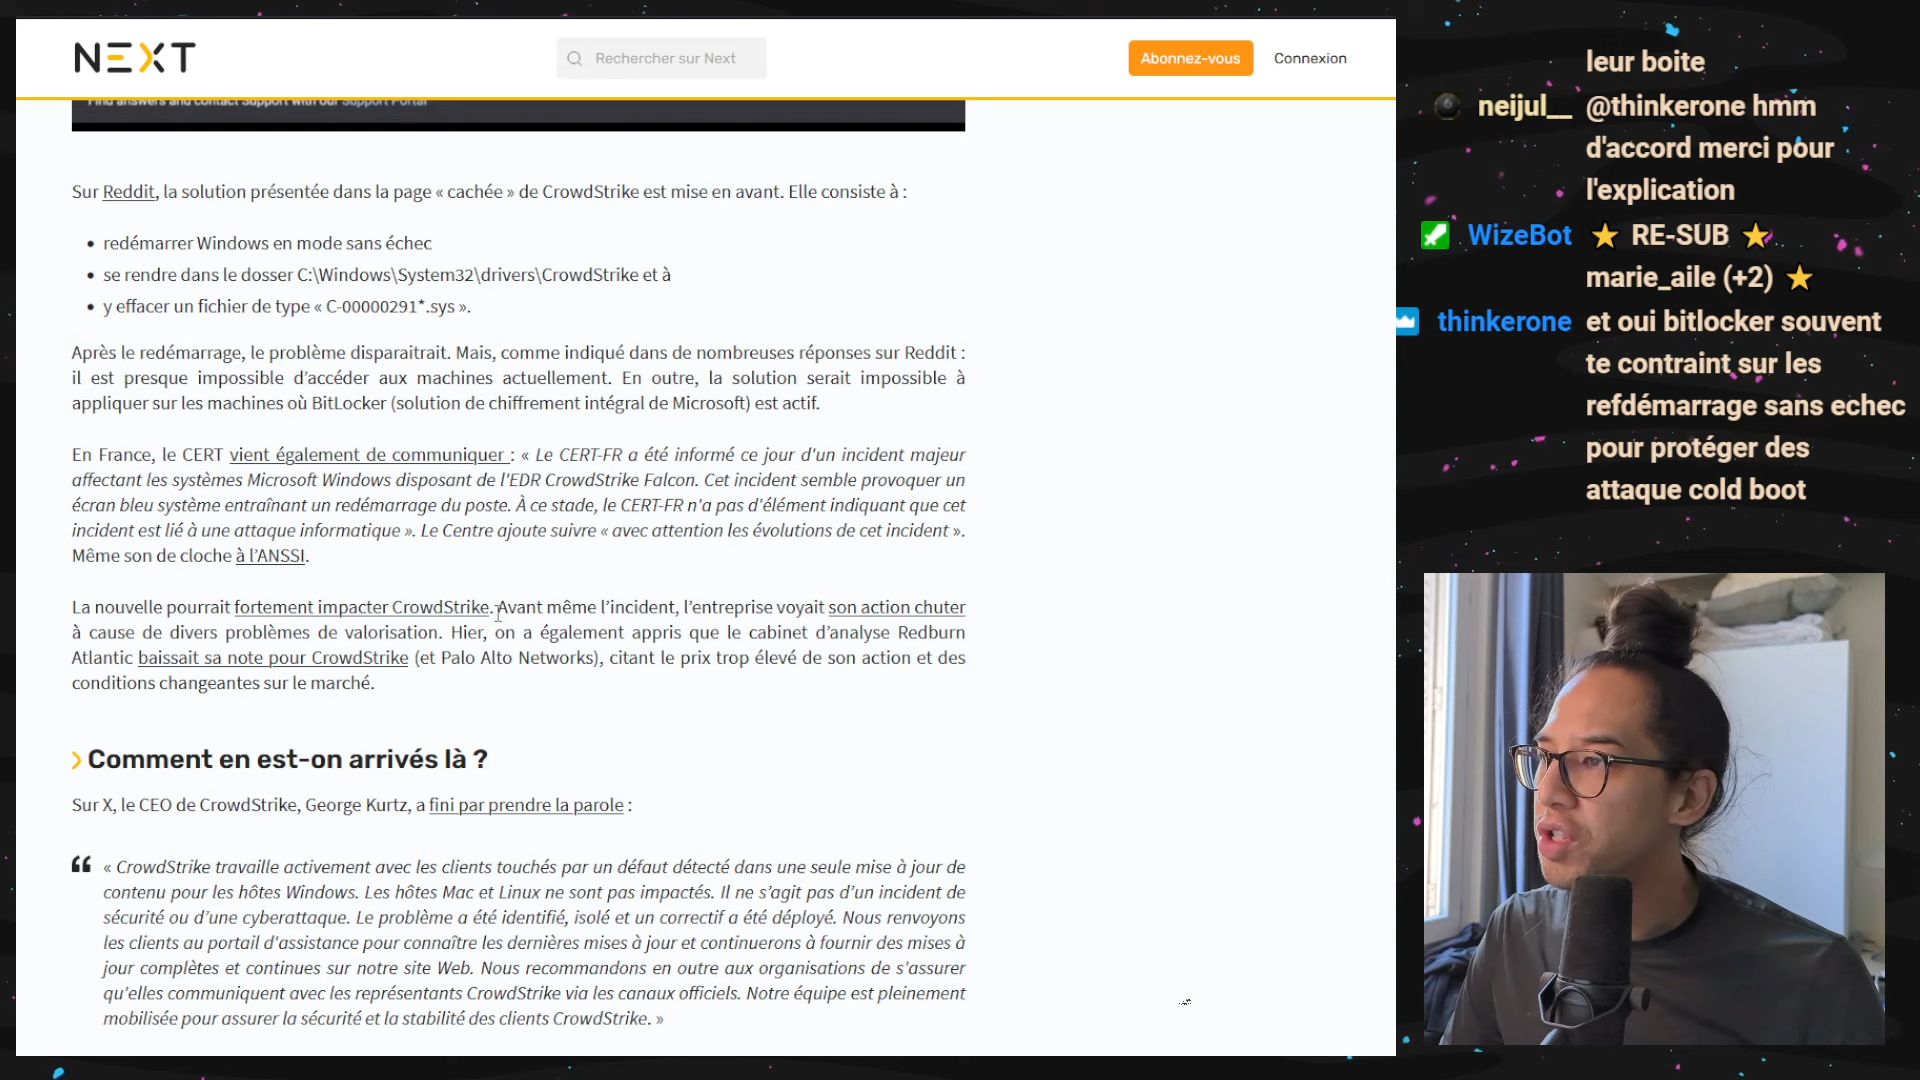 NEXT
Rechercher sur Next
Abonnez-vous
Connexion
Find answers and contact Support with our Support Portal
Sur Reddit, la solution présentée dans la page « cachée » de CrowdStrike est mise en avant. Elle consiste à :
• redémarrer Windows en mode sans échec
• se rendre dans le dosser C:\Windows\System32\drivers\CrowdStrike et à
• y effacer un fichier de type « C-00000291*.sys ».
Après le redémarrage, le problème disparaitrait. Mais, comme indiqué dans de nombreuses réponses sur Reddit :
il est presque impossible d’accéder aux machines actuellement. En outre, la solution serait impossible à
appliquer sur les machines où BitLocker (solution de chiffrement intégral de Microsoft) est actif.
En France, le CERT vient également de communiquer : « Le CERT-FR a été informé ce jour d'un incident majeur
affectant les systèmes Microsoft Windows disposant de l'EDR CrowdStrike Falcon. Cet incident semble provoquer un
écran bleu système entraînant un redémarrage du poste. À ce stade, le CERT-FR n'a pas d'élément indiquant que cet
incident est lié à une attaque informatique ». Le Centre ajoute suivre « avec attention les évolutions de cet incident ».
Même son de cloche à l’ANSSI.
La nouvelle pourrait fortement impacter CrowdStrike. Avant même l’incident, l’entreprise voyait son action chuter
à cause de divers problèmes de valorisation. Hier, on a également appris que le cabinet d’analyse Redburn
Atlantic baissait sa note pour CrowdStrike (et Palo Alto Networks), citant le prix trop élevé de son action et des
conditions changeantes sur le marché.
Comment en est-on arrivés là ?
Sur X, le CEO de CrowdStrike, George Kurtz, a fini par prendre la parole :
« CrowdStrike travaille activement avec les clients touchés par un défaut détecté dans une seule mise à jour de
contenu pour les hôtes Windows. Les hôtes Mac et Linux ne sont pas impactés. Il ne s’agit pas d’un incident de
sécurité ou d’une cyberattaque. Le problème a été identifié, isolé et un correctif a été déployé. Nous renvoyons
les clients au portail d'assistance pour connaître les dernières mises à jour et continuerons à fournir des mises à
jour complètes et continues sur notre site Web. Nous recommandons en outre aux organisations de s'assurer
qu'elles communiquent avec les représentants CrowdStrike via les canaux officiels. Notre équipe est pleinement
mobilisée pour assurer la sécurité et la stabilité des clients CrowdStrike. »
leur boite
neijul__ @thinkerone hmm
d'accord merci pour
l'explication
WizeBot ⭐ RE-SUB ⭐
marie_aile (+2) ⭐
thinkerone et oui bitlocker souvent
te contraint sur les
refdémarrage sans echec
pour protéger des
attaque cold boot